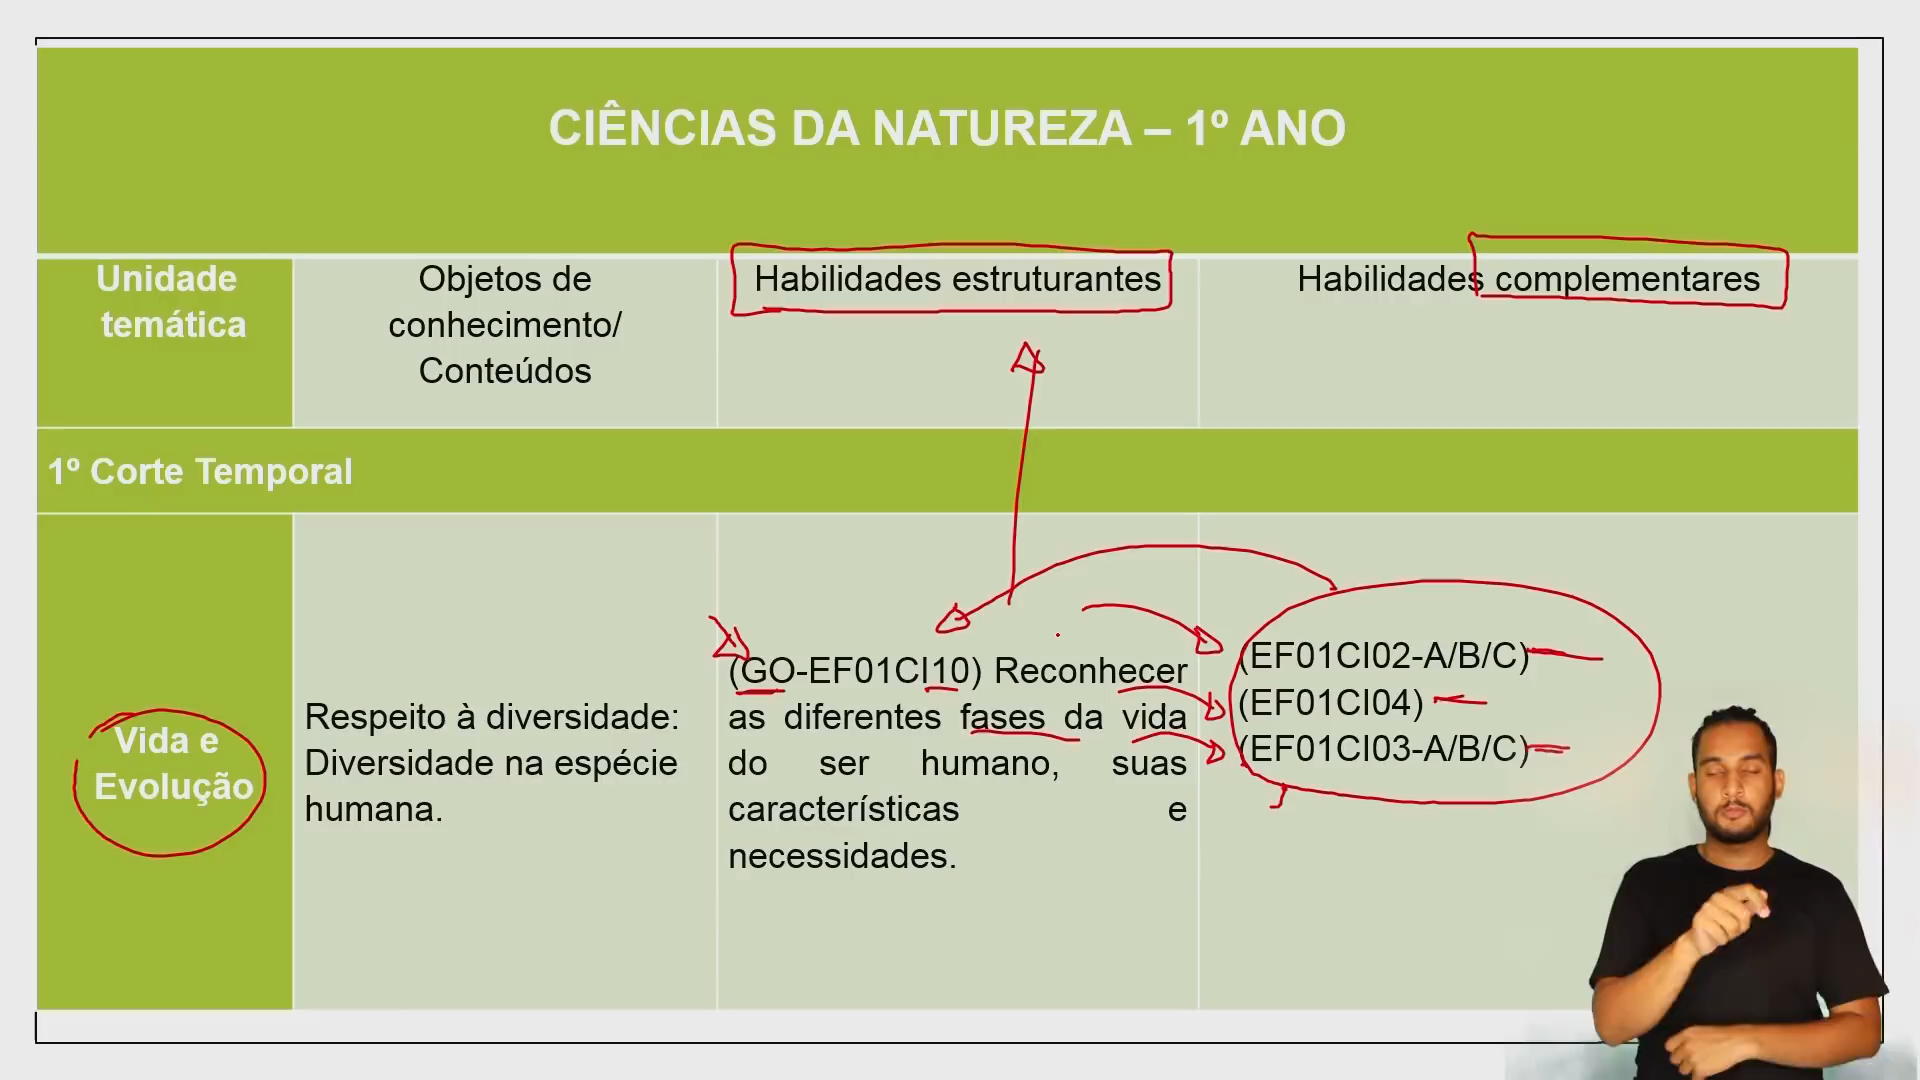 CIÊNCIAS DA NATUREZA – 1º ANO
Unidade
temática
Objetos de
conhecimento/
Conteúdos
Habilidades estruturantes
Habilidades complementares
1º Corte Temporal
Vida e
Evolução
Respeito à diversidade:
Diversidade na espécie
humana.
(GO-EF01CI10) Reconhecer
as diferentes fases da vida
do ser humano, suas
características e
necessidades.
(EF01CI02-A/B/C)
(EF01CI04)
(EF01CI03-A/B/C)